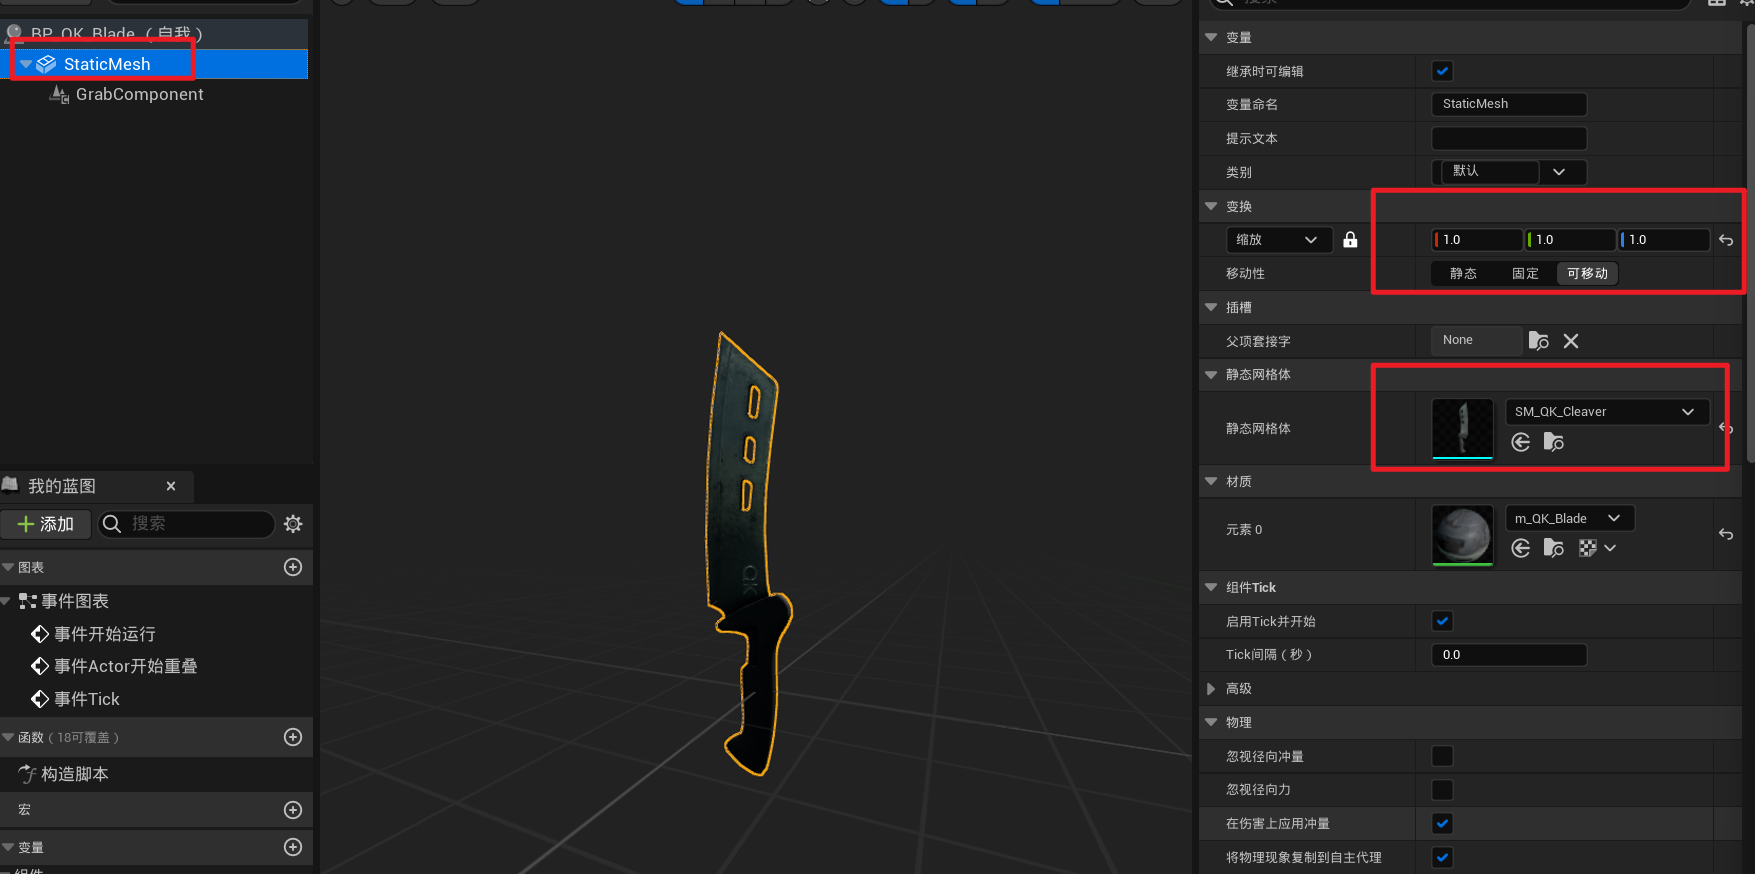 BP_QK_Blade （自我）
StaticMesh
GrabComponent
我的蓝图
添加
搜索
图表
事件图表
事件开始运行
事件Actor开始重叠
事件Tick
函数（18可覆盖）
构造脚本
宏
变量
组件
QK
搜索
变量
继承时可编辑
变量命名
StaticMesh
提示文本
类别
默认
变换
缩放
1.0
1.0
1.0
移动性
静态
固定
可移动
插槽
父项套接字
None
静态网格体
静态网格体
SM_QK_Cleaver
材质
元素 0
m_QK_Blade
组件Tick
启用Tick并开始
Tick间隔（秒）
0.0
高级
物理
忽视径向冲量
忽视径向力
在伤害上应用冲量
将物理现象复制到自主代理